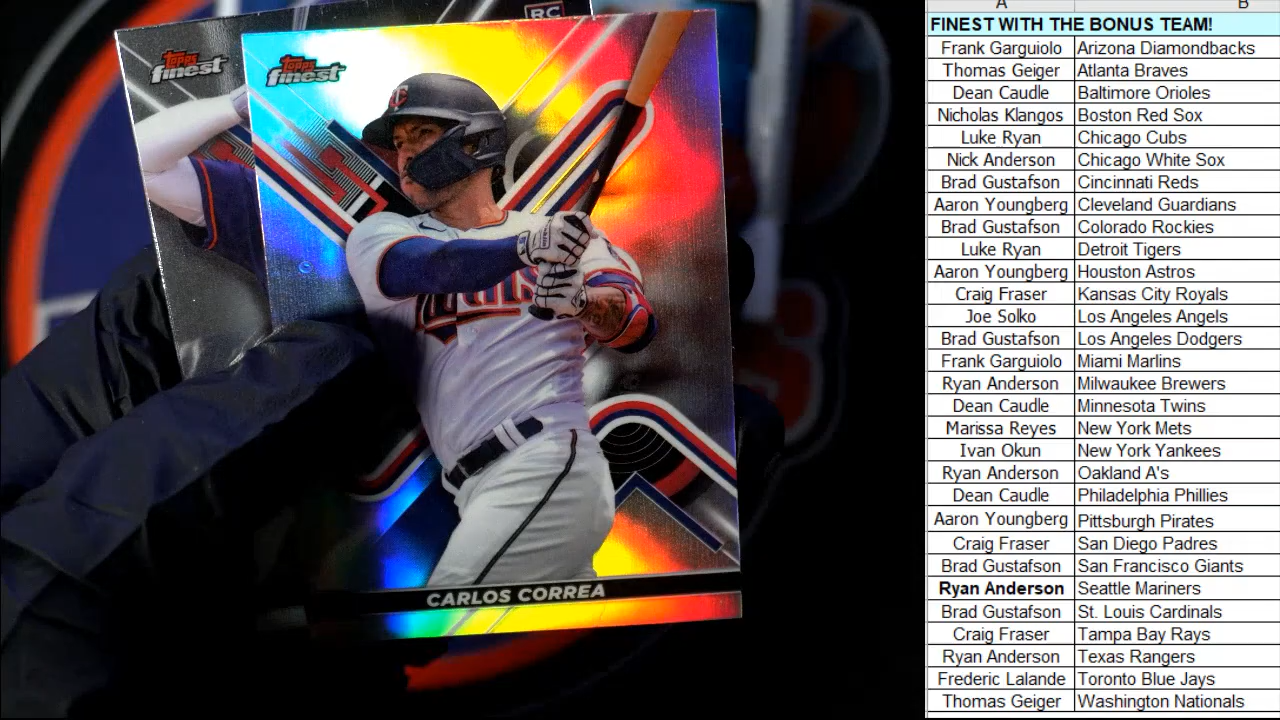 RC
Topps
finest
Topps
finest
CARLOS CORREA
A B
FINEST WITH THE BONUS TEAM!
Frank Garguiolo Arizona Diamondbacks
Thomas Geiger Atlanta Braves
Dean Caudle Baltimore Orioles
Nicholas Klangos Boston Red Sox
Luke Ryan Chicago Cubs
Nick Anderson Chicago White Sox
Brad Gustafson Cincinnati Reds
Aaron Youngberg Cleveland Guardians
Brad Gustafson Colorado Rockies
Luke Ryan Detroit Tigers
Aaron Youngberg Houston Astros
Craig Fraser Kansas City Royals
Joe Solko Los Angeles Angels
Brad Gustafson Los Angeles Dodgers
Frank Garguiolo Miami Marlins
Ryan Anderson Milwaukee Brewers
Dean Caudle Minnesota Twins
Marissa Reyes New York Mets
Ivan Okun New York Yankees
Ryan Anderson Oakland A's
Dean Caudle Philadelphia Phillies
Aaron Youngberg Pittsburgh Pirates
Craig Fraser San Diego Padres
Brad Gustafson San Francisco Giants
Ryan Anderson Seattle Mariners
Brad Gustafson St. Louis Cardinals
Craig Fraser Tampa Bay Rays
Ryan Anderson Texas Rangers
Frederic Lalande Toronto Blue Jays
Thomas Geiger Washington Nationals